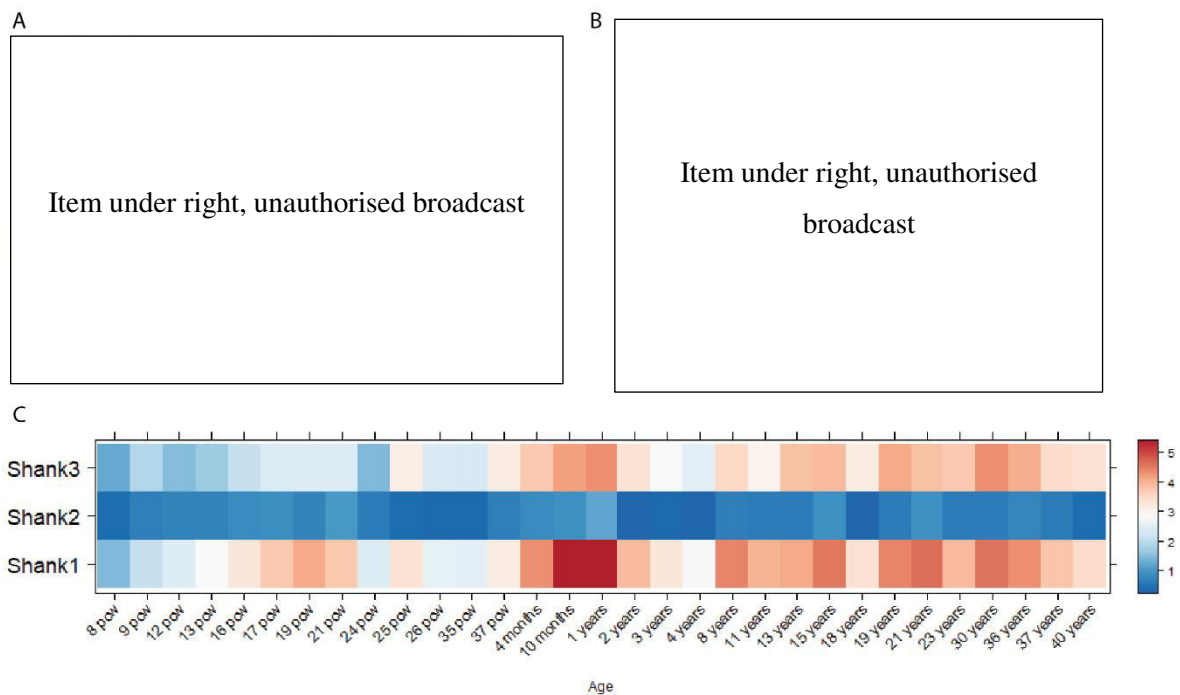 A
B
Item under right, unauthorised broadcast
Item under right, unauthorised
broadcast
C
Shank3
Shank2
Shank1
5
4
3
2
1
8 pcw
9 pcw
12 pcw
13 pcw
16 pcw
17 pcw
19 pcw
21 pcw
24 pcw
25 pcw
26 pcw
35 pcw
37 pcw
4 months
10 months
1 years
2 years
3 years
4 years
8 years
11 years
13 years
15 years
18 years
19 years
21 years
23 years
30 years
36 years
37 years
40 years
Age